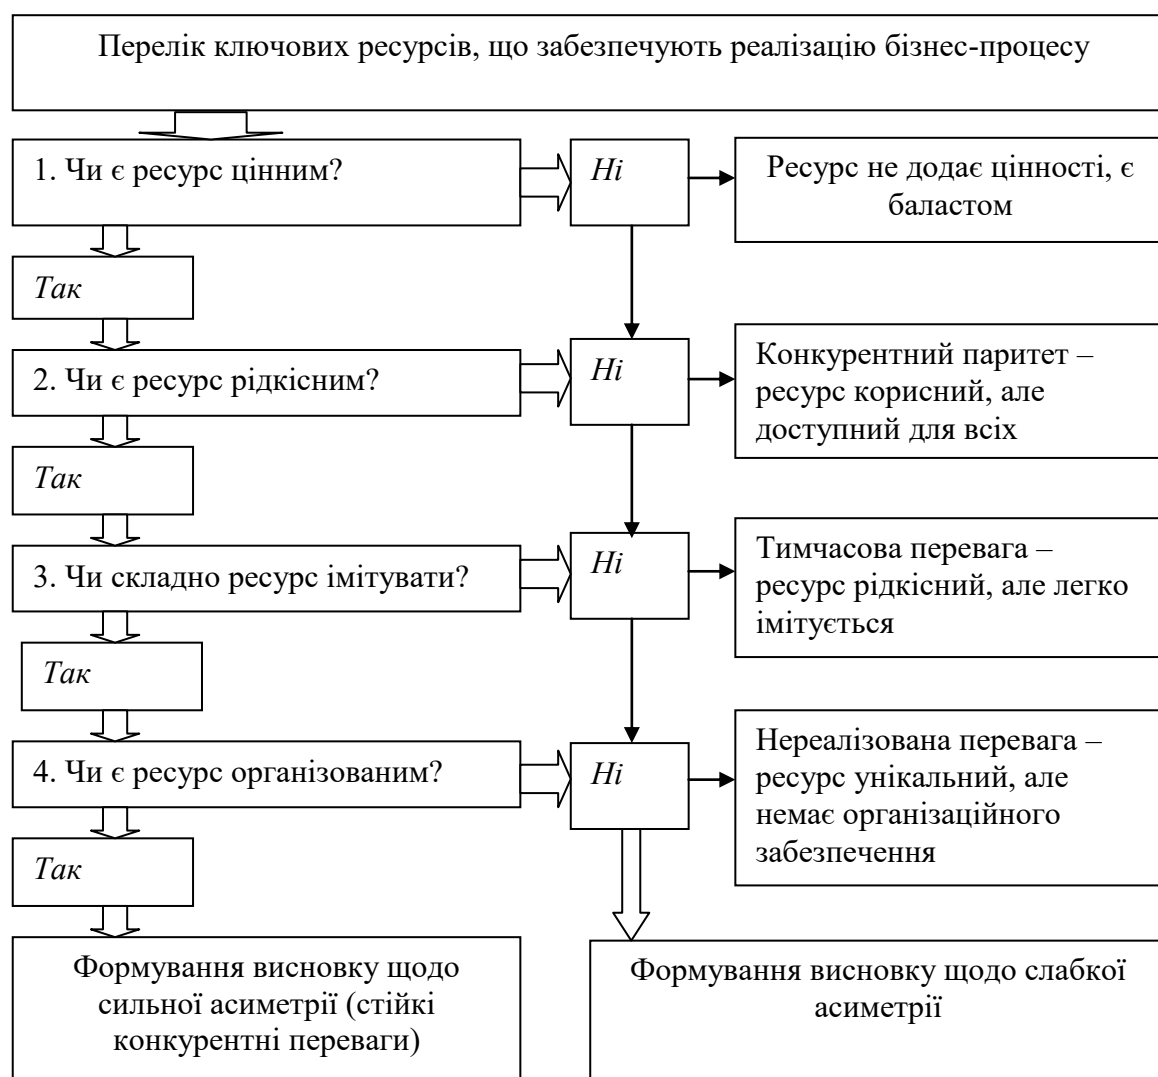 Перелік ключових ресурсів, що забезпечують реалізацію бізнес-процесу
1. Чи є ресурс цінним?
Ні
Ресурс не додає цінності, є
баластом
Так
2. Чи є ресурс рідкісним?
Ні
Конкурентний паритет –
ресурс корисний, але
доступний для всіх
Так
3. Чи складно ресурс імітувати?
Ні
Тимчасова перевага –
ресурс рідкісний, але легко
імітується
Так
4. Чи є ресурс організованим?
Ні
Нереалізована перевага –
ресурс унікальний, але
немає організаційного
забезпечення
Так
Формування висновку щодо
сильної асиметрії (стійкі
конкурентні переваги)
Формування висновку щодо слабкої
асиметрії